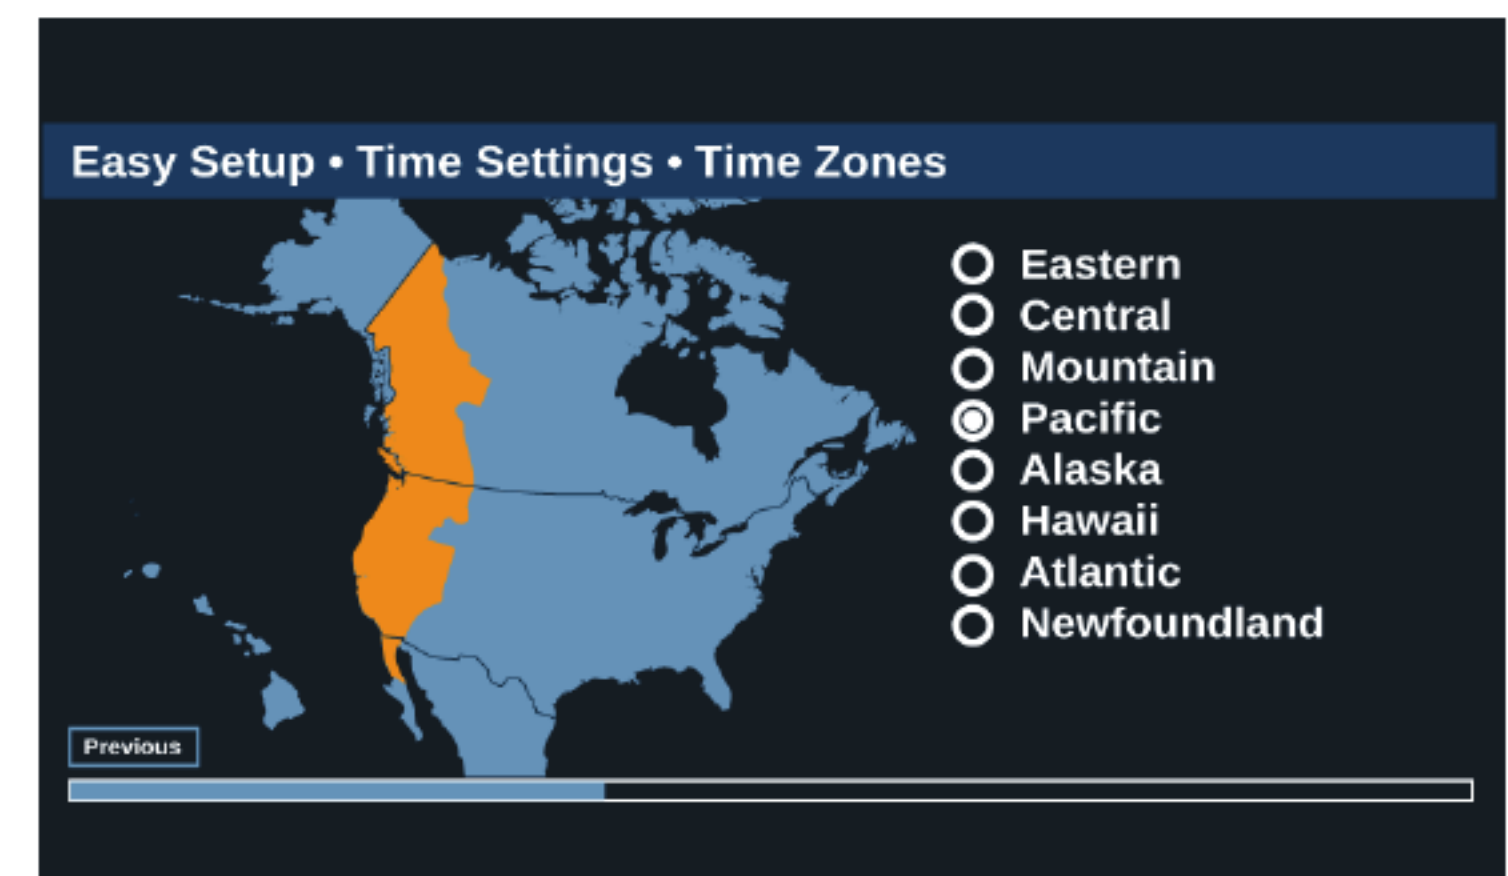 Easy Setup • Time Settings • Time Zones
Eastern
Central
Mountain
Pacific
Alaska
Hawaii
Atlantic
Newfoundland
Previous